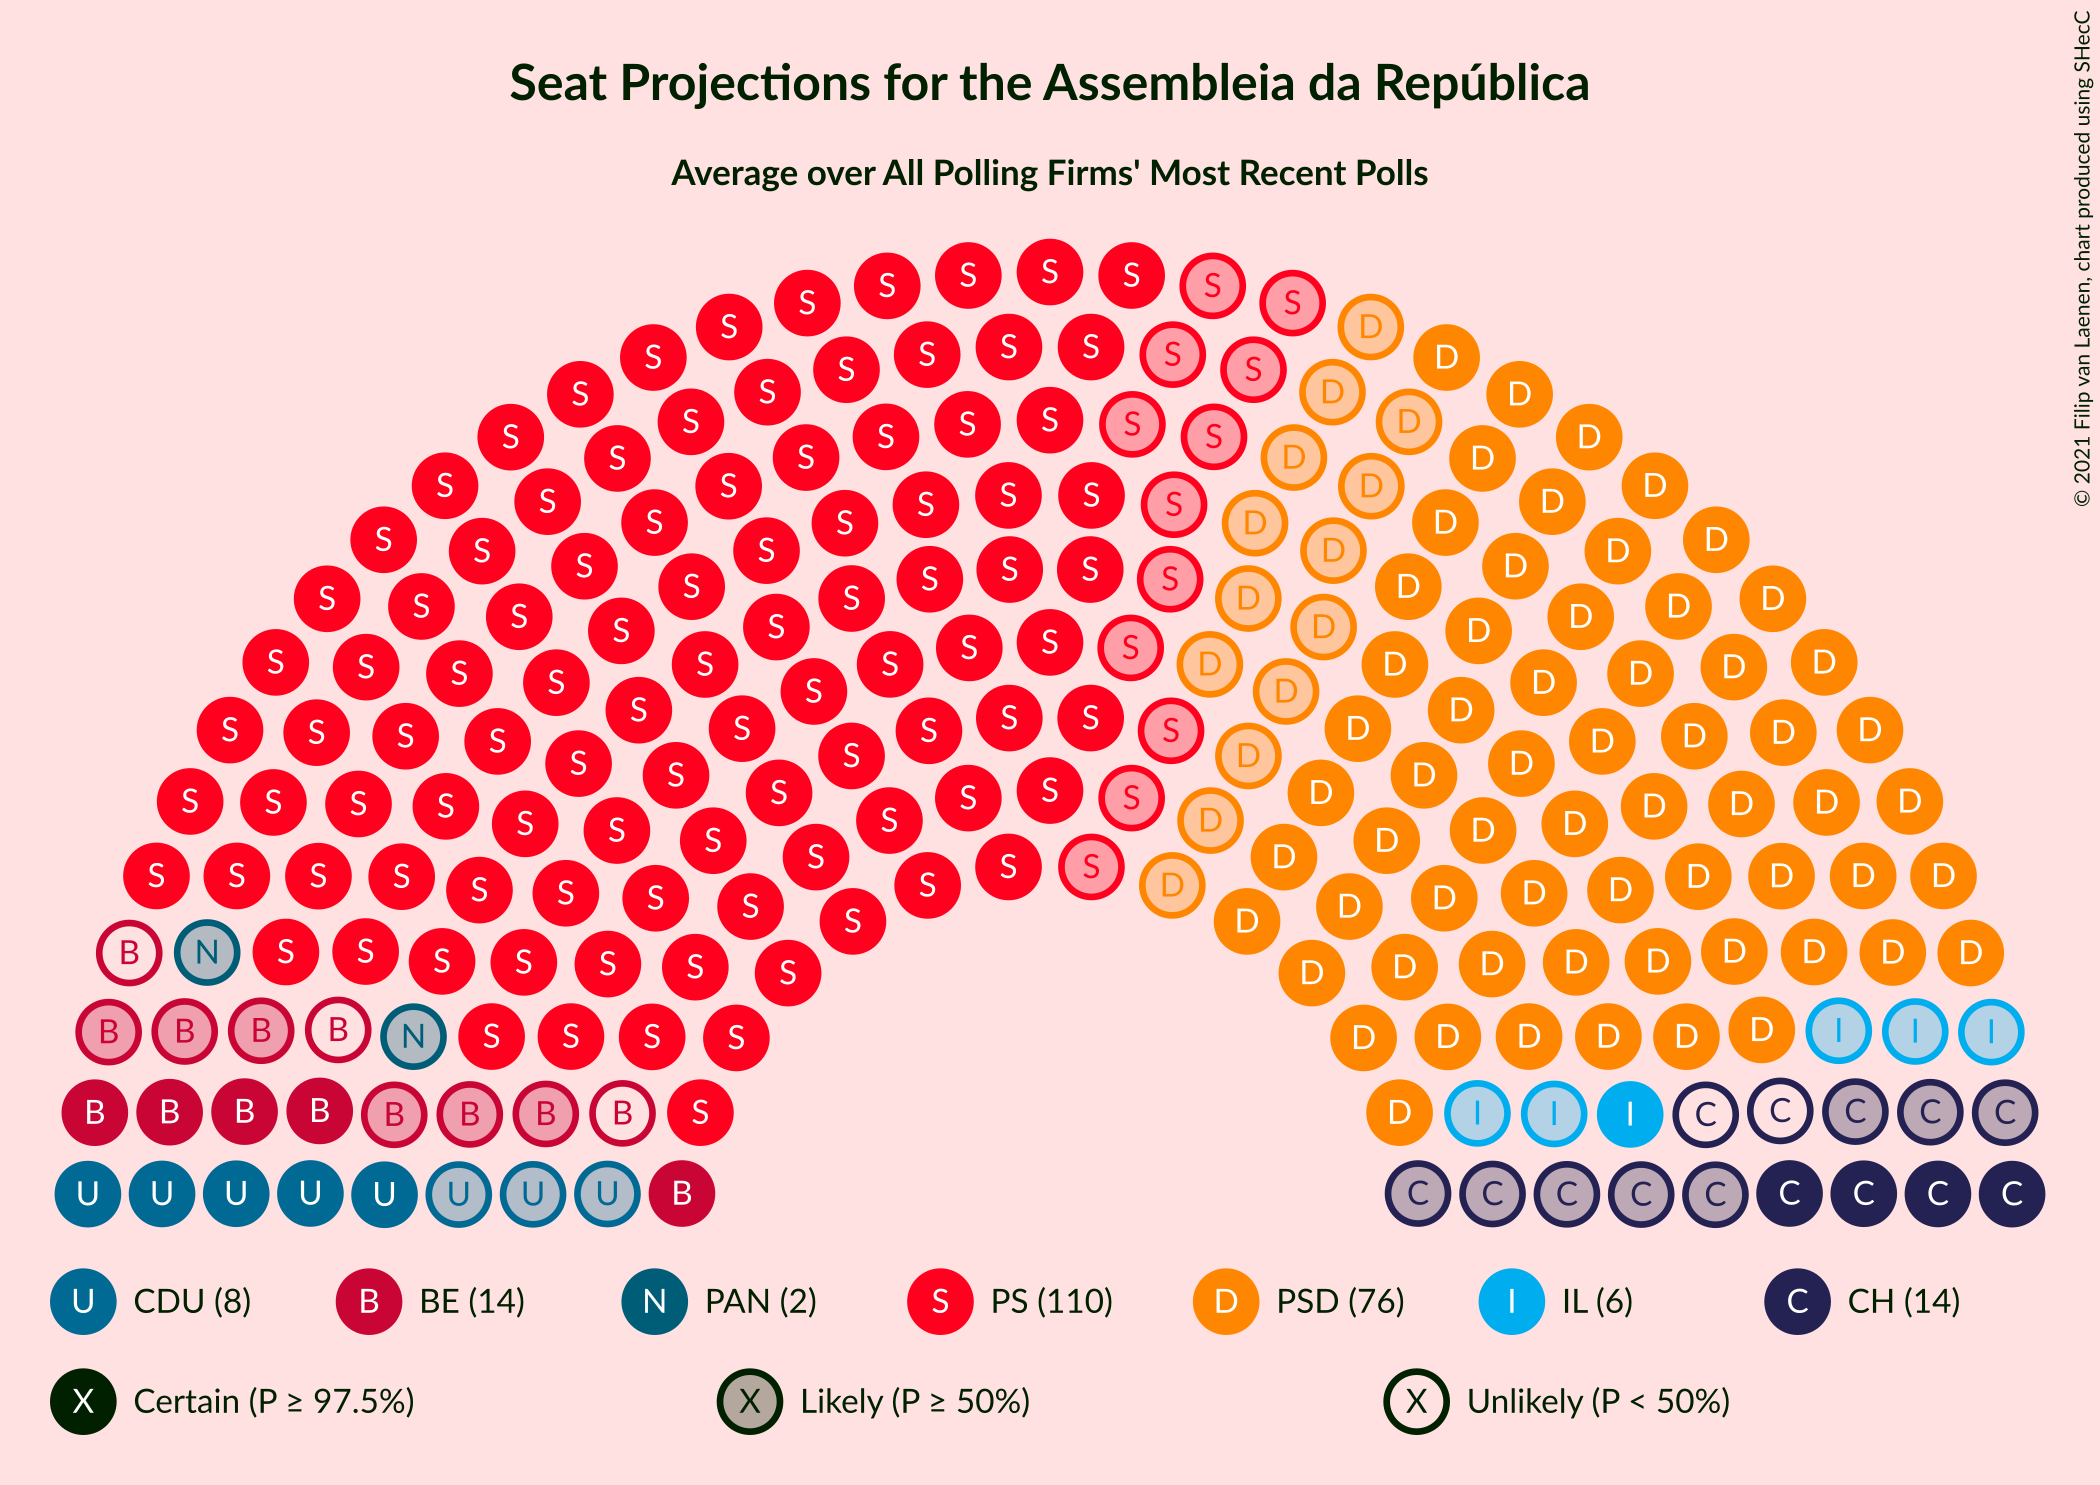 Seat Projections for the Assembleia da República
Average over All Polling Firms' Most Recent Polls
© 2021 Filip van Laenen, chart produced using SHecC
S S S S S S S S D D D
S S S S S S S S D D D
U CDU (8) B BE (14) N PAN (2) S PS (110) D PSD (76) I IL (6) C CH (14)
X Certain (P ≥ 97.5%) X Likely (P ≥ 50%) X Unlikely (P < 50%)